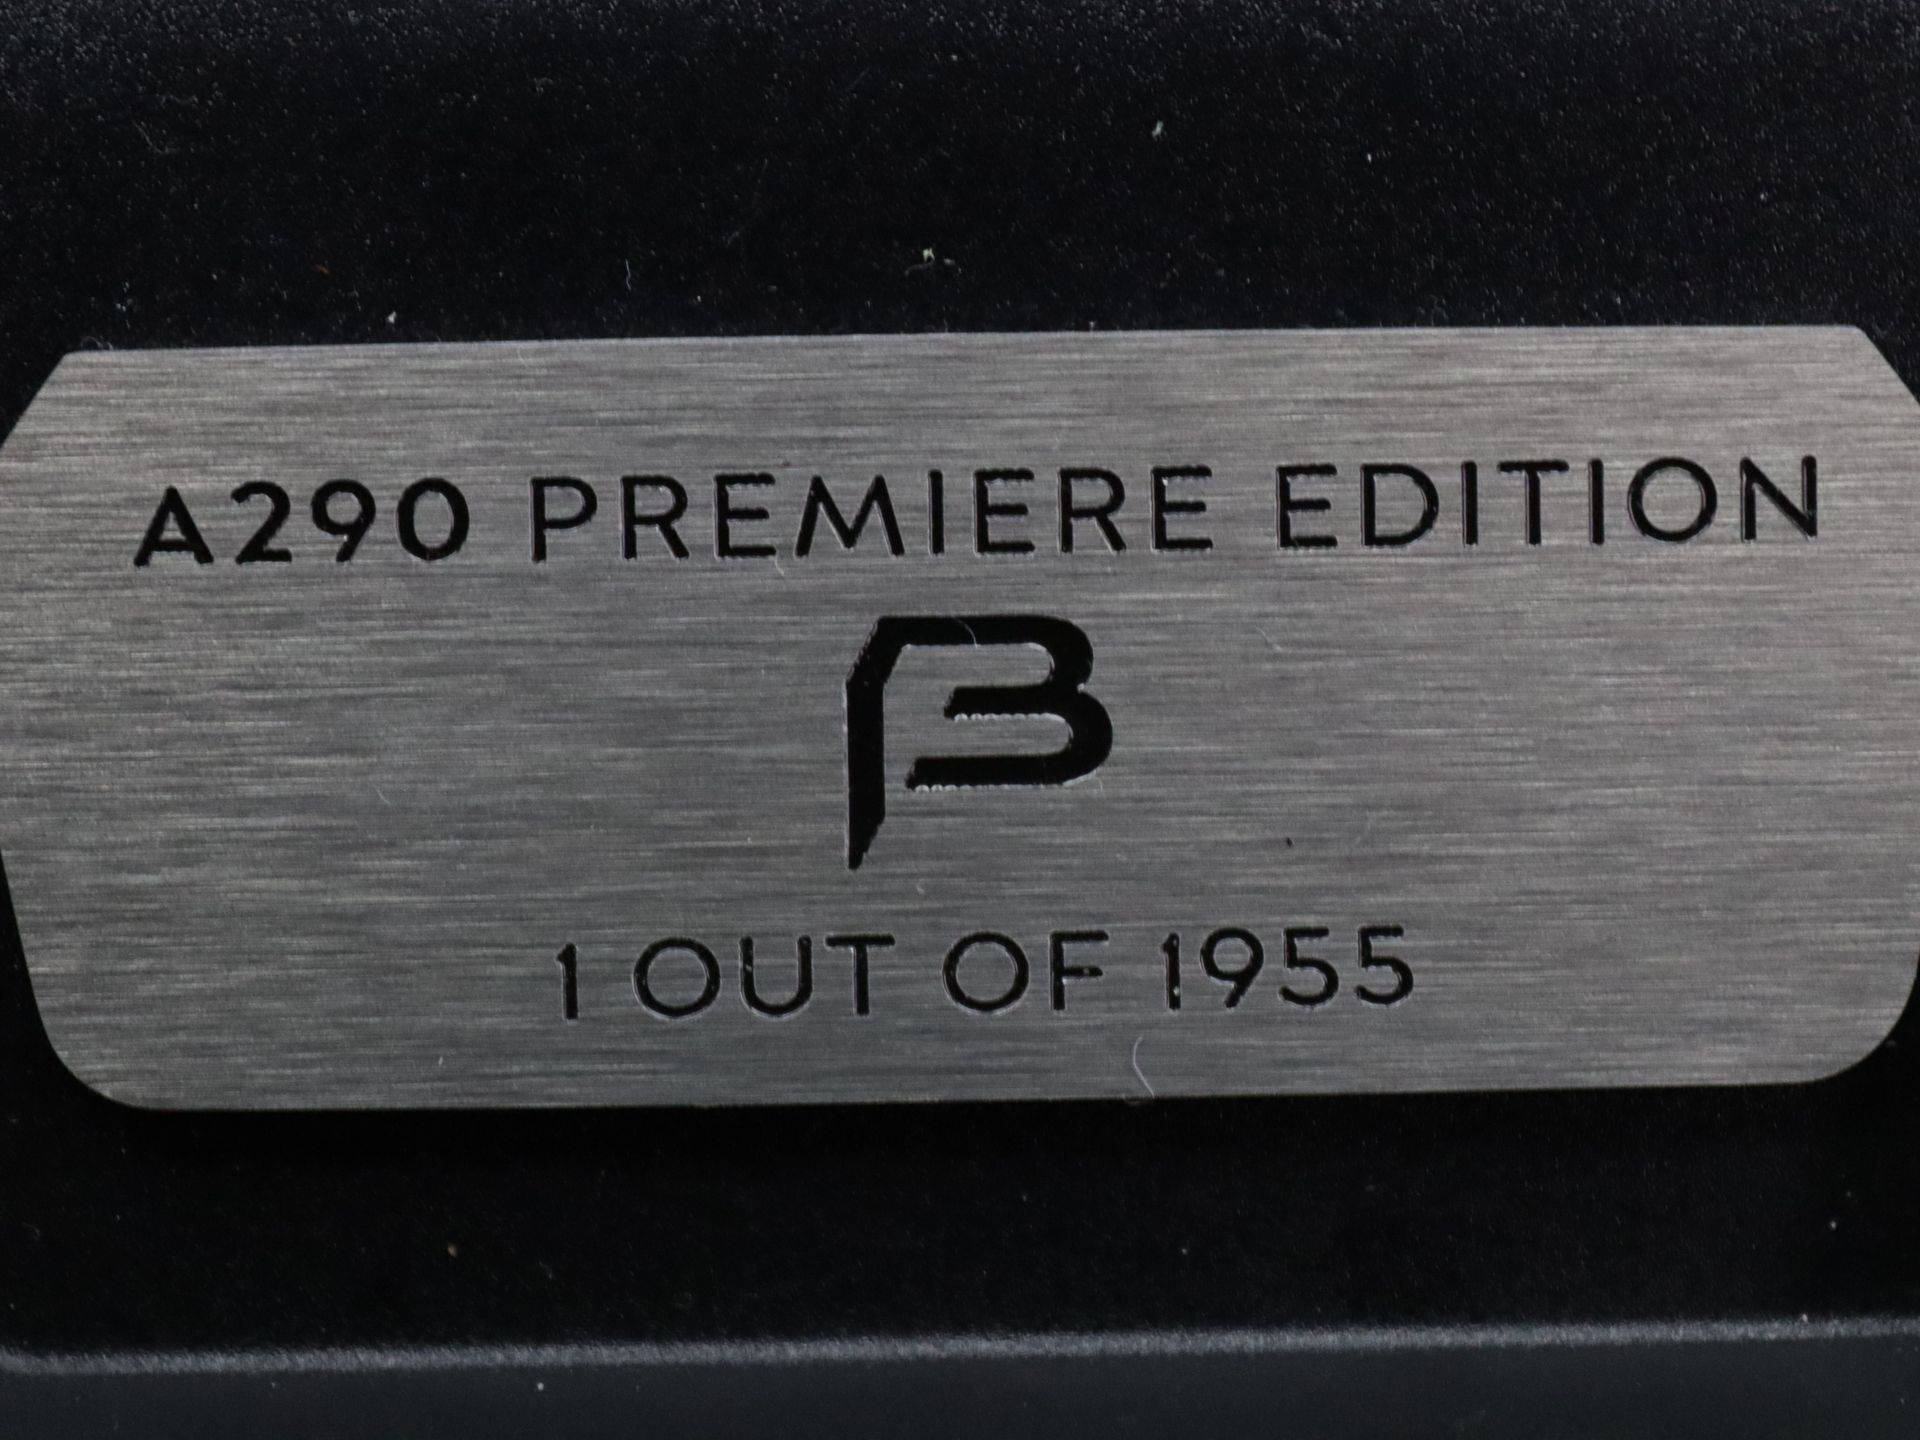 A290 PREMIERE EDITION
β
1 OUT OF 1955